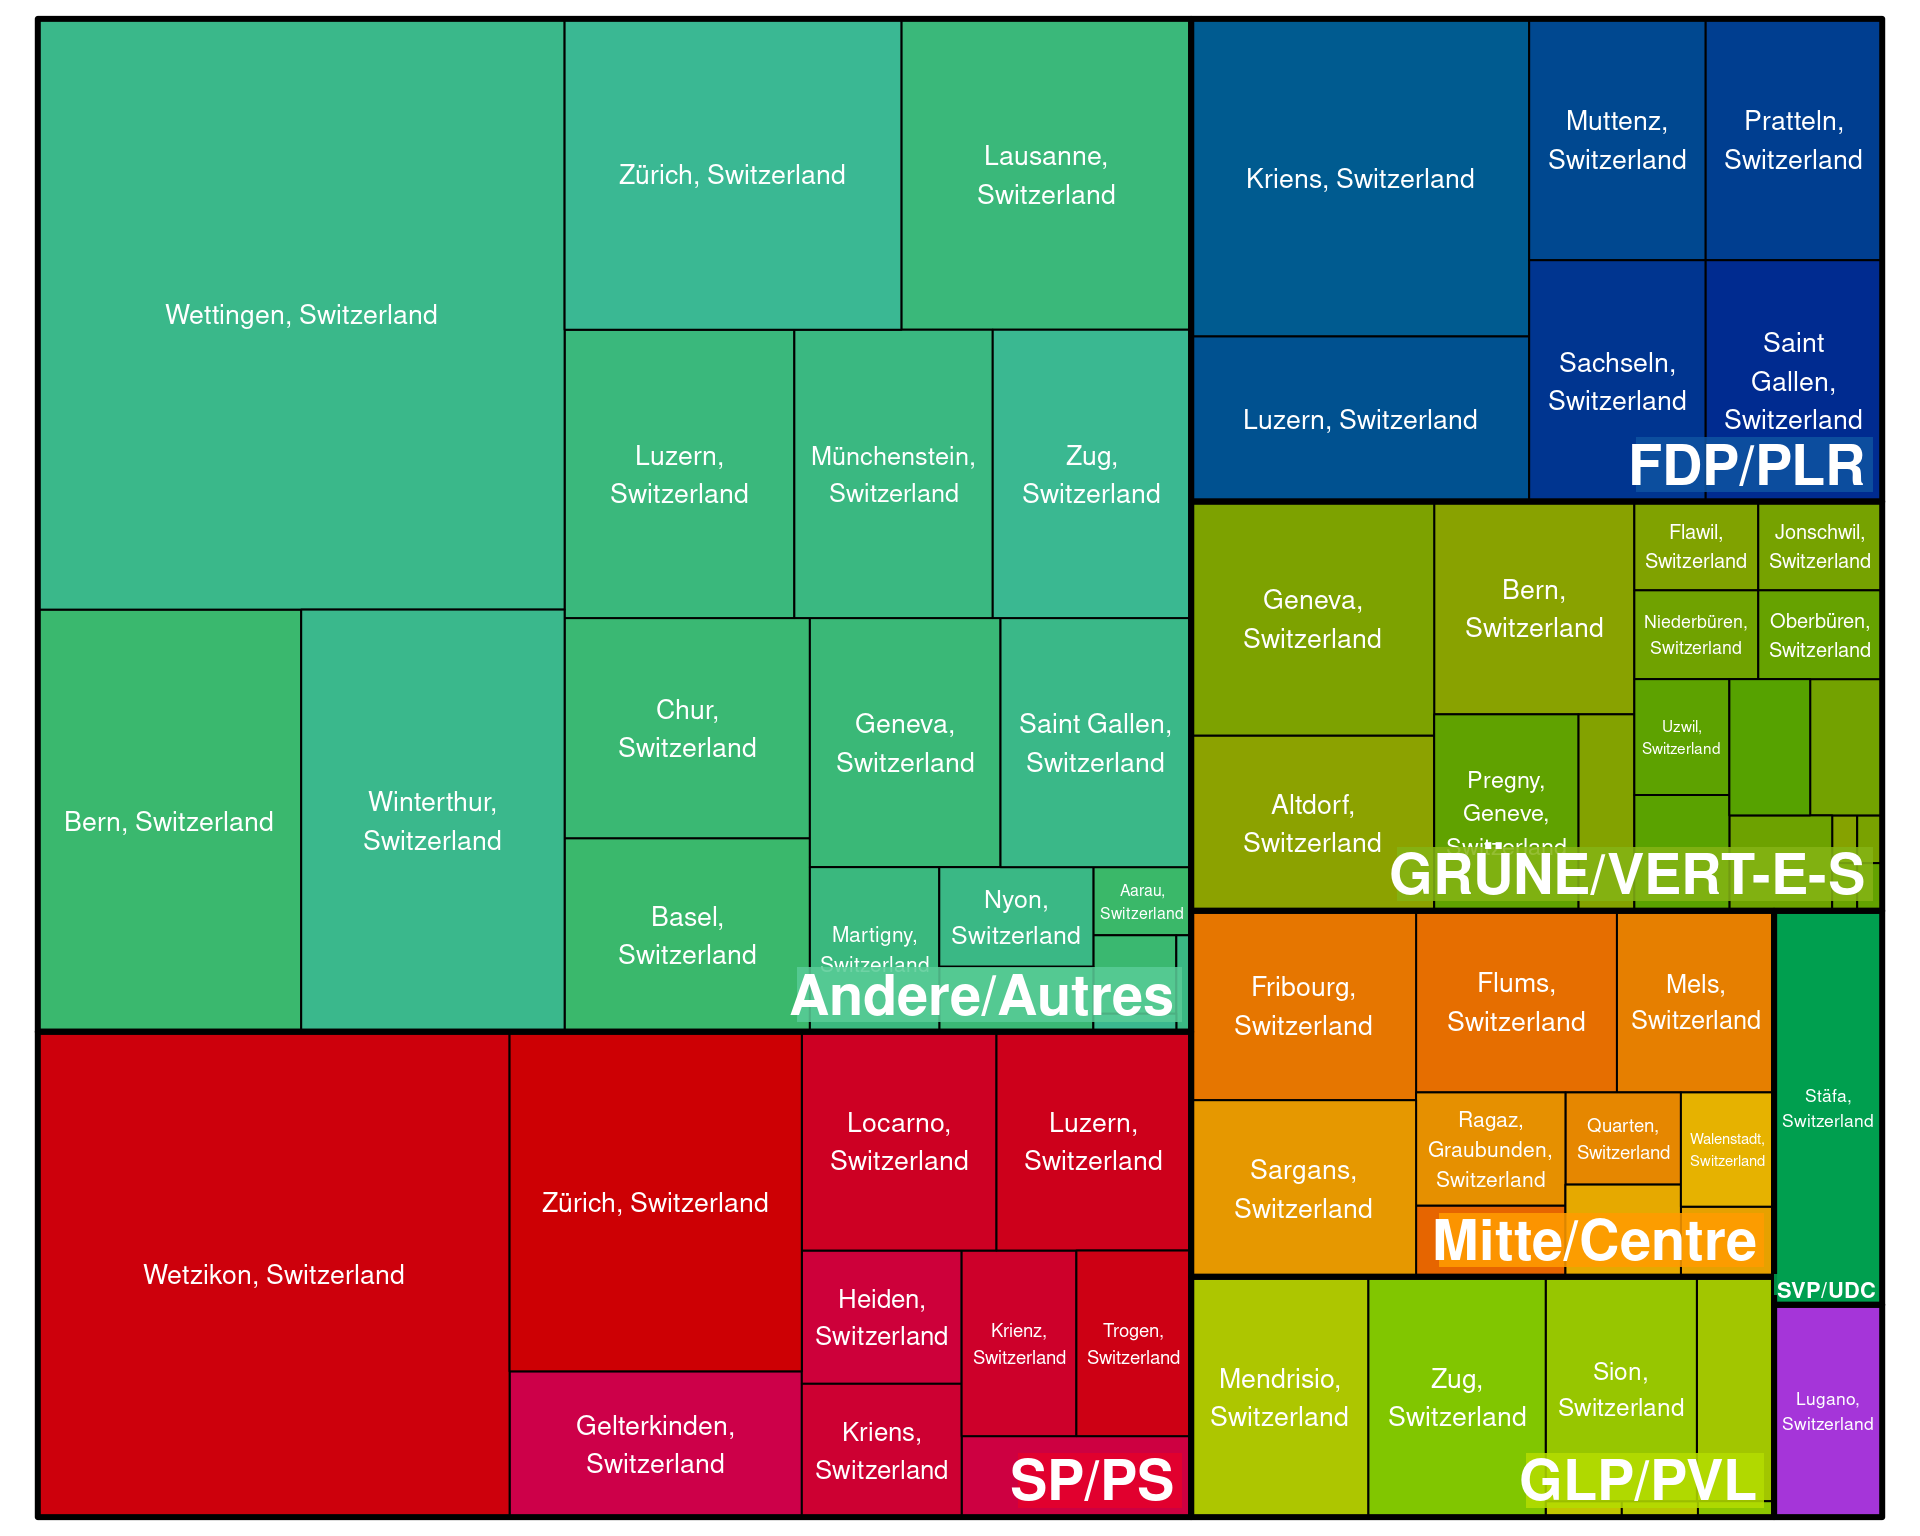 Wettingen, Switzerland
Zürich, Switzerland
Lausanne,
Switzerland
Luzern,
Switzerland
Münchenstein,
Switzerland
Zug,
Switzerland
Bern, Switzerland
Winterthur,
Switzerland
Chur,
Switzerland
Geneva,
Switzerland
Saint Gallen,
Switzerland
Basel,
Switzerland
Martigny,
Switzerland
Nyon,
Switzerland
Aarau,
Switzerland
Andere/Autres
Kriens, Switzerland
Muttenz,
Switzerland
Pratteln,
Switzerland
Luzern, Switzerland
Sachseln,
Switzerland
Saint
Gallen,
Switzerland
FDP/PLR
Geneva,
Switzerland
Bern,
Switzerland
Flawil,
Switzerland
Jonschwil,
Switzerland
Niederbüren,
Switzerland
Oberbüren,
Switzerland
Altdorf,
Switzerland
Pregny,
Geneve,
Switzerland
Uzwil,
Switzerland
GRÜNE/VERT-E-S
Wetzikon, Switzerland
Zürich, Switzerland
Locarno,
Switzerland
Luzern,
Switzerland
Gelterkinden,
Switzerland
Heiden,
Switzerland
Krienz,
Switzerland
Trogen,
Switzerland
Kriens,
Switzerland
SP/PS
Fribourg,
Switzerland
Flums,
Switzerland
Mels,
Switzerland
Sargans,
Switzerland
Ragaz,
Graubunden,
Switzerland
Quarten,
Switzerland
Walenstadt,
Switzerland
Mitte/Centre
Stäfa,
Switzerland
SVP/UDC
Mendrisio,
Switzerland
Zug,
Switzerland
Sion,
Switzerland
GLP/PVL
Lugano,
Switzerland